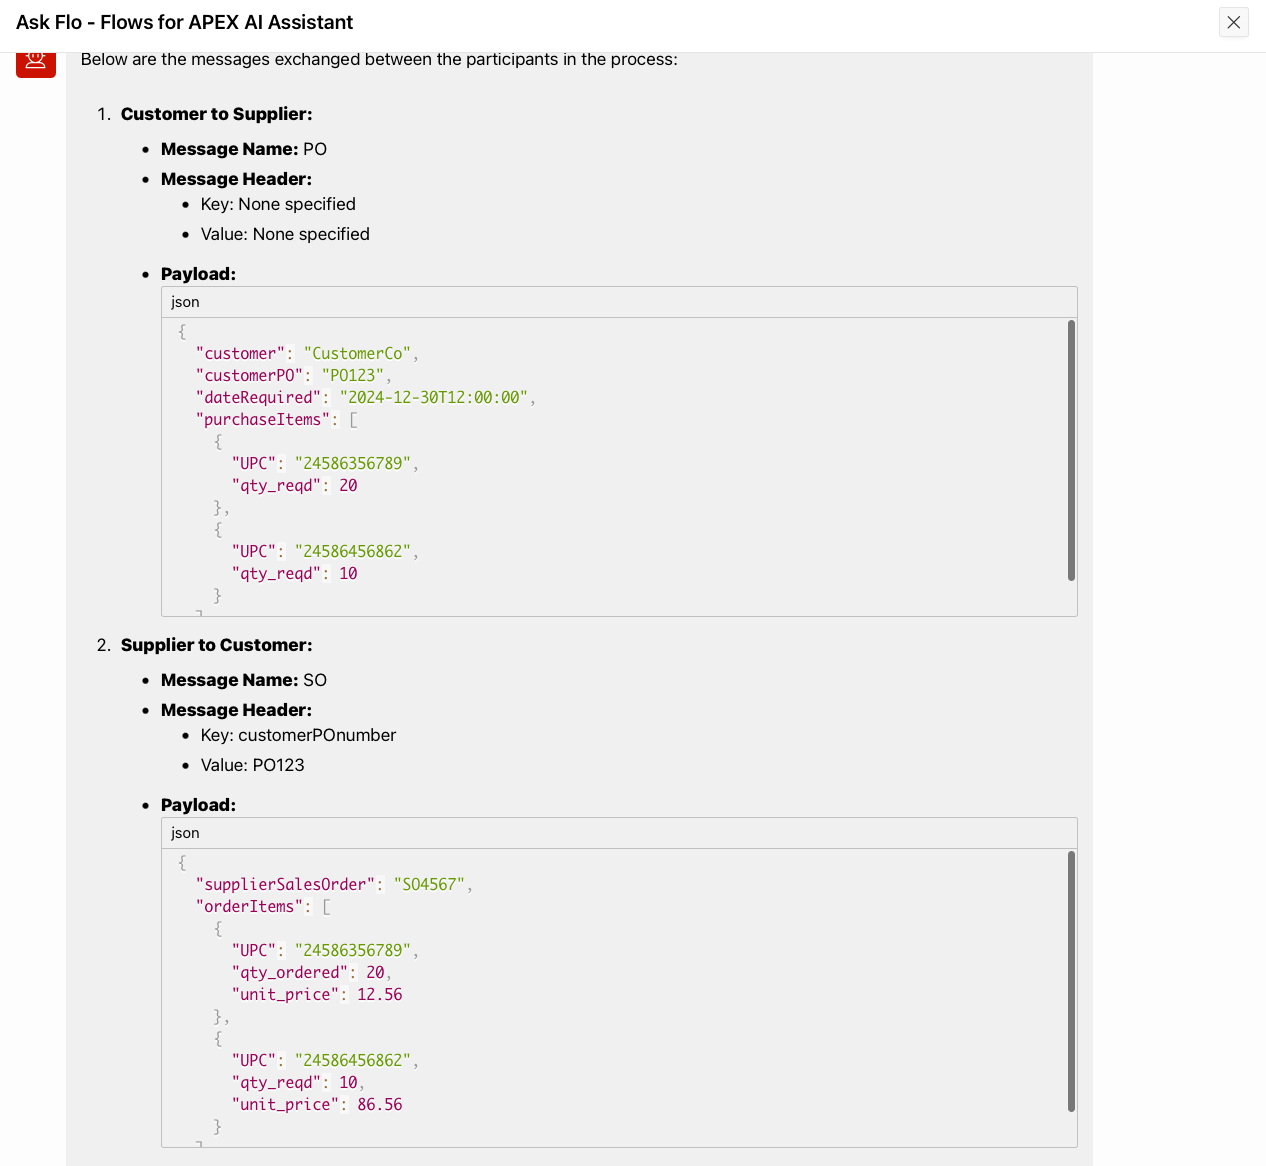 Ask Flo - Flows for APEX AI Assistant
Below are the messages exchanged between the participants in the process:
1. Customer to Supplier:
• Message Name: PO
• Message Header:
• Key: None specified
• Value: None specified
• Payload:
json
{
"customer": "CustomerCo",
"customerPO": "PO123",
"dateRequired": "2024-12-30T12:00:00",
"purchaseItems": [
{
"UPC": "24586356789",
"qty_reqd": 20
},
{
"UPC": "24586456862",
"qty_reqd": 10
}
]
2. Supplier to Customer:
• Message Name: SO
• Message Header:
• Key: customerPOnumber
• Value: PO123
• Payload:
json
{
"supplierSalesOrder": "SO4567",
"orderItems": [
{
"UPC": "24586356789",
"qty_ordered": 20,
"unit_price": 12.56
},
{
"UPC": "24586456862",
"qty_reqd": 10,
"unit_price": 86.56
}
]